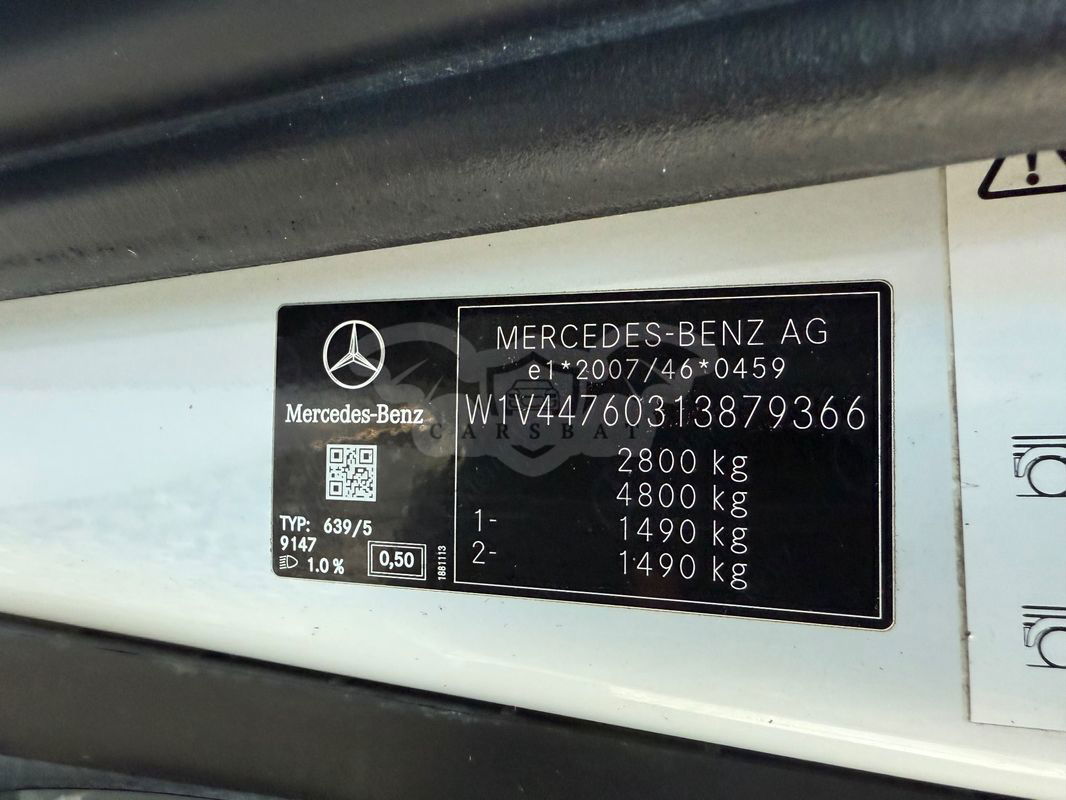 Mercedes-Benz
TYP: 639/5
9147
1.0 %
0,50
1881113
MERCEDES-BENZ AG
e1*2007/46*0459
W1V44760313879366
2800 kg
4800 kg
1- 1490 kg
2- 1490 kg
CARSBAT